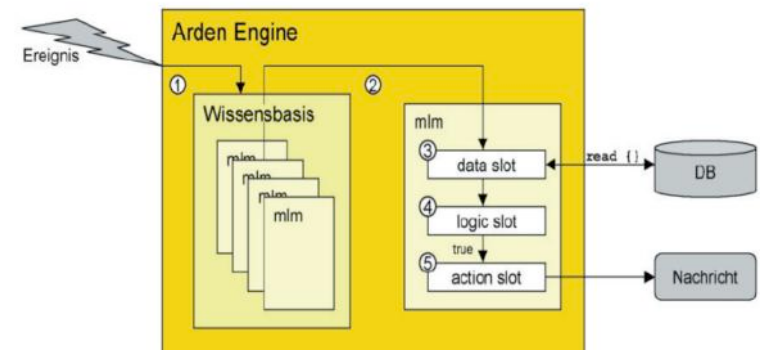 Arden Engine
Ereignis
①
②
Wissensbasis
mlm
mlm
mlm
mlm
mlm
③
data slot
read {}
DB
④
logic slot
true
⑤
action slot
Nachricht